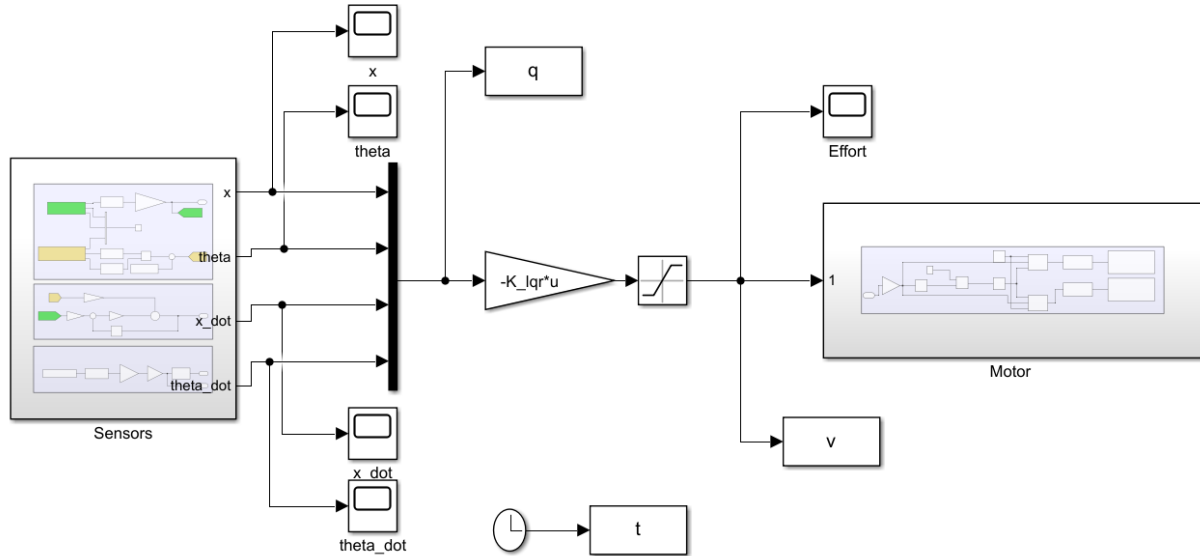 x
q
theta
Effort
x
theta
x_dot
theta_dot
-K_lqr*u
1
Motor
Sensors
v
x_dot
t
theta_dot